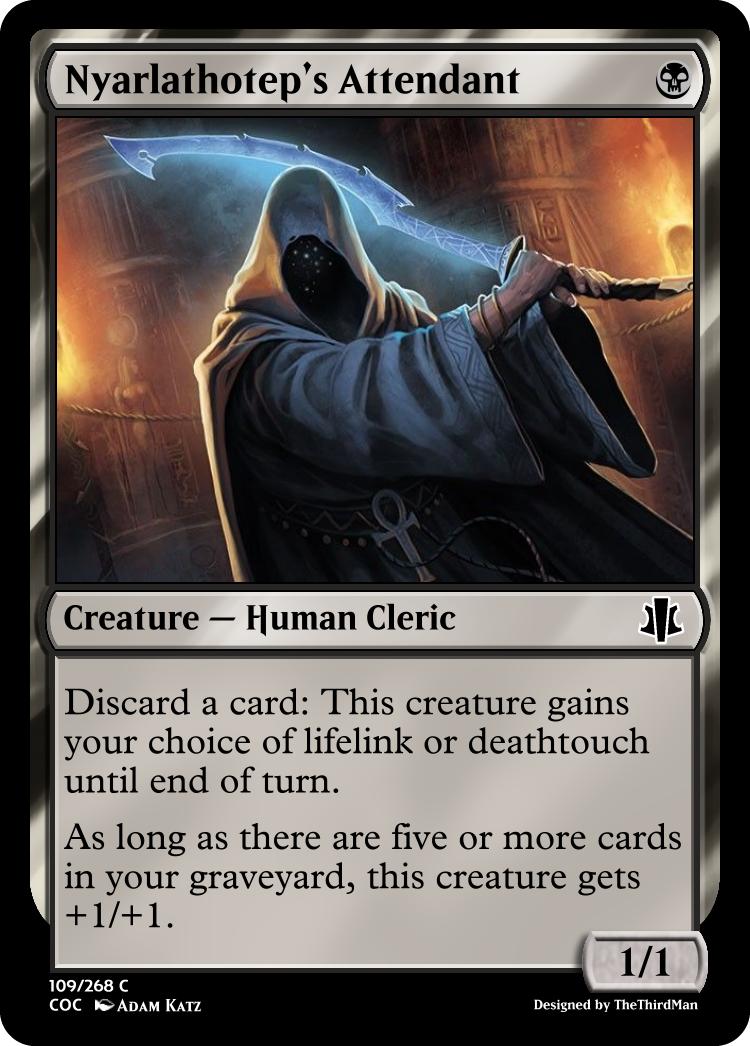 Nyarlathotep's Attendant
Creature — Human Cleric
Discard a card: This creature gains
your choice of lifelink or deathtouch
until end of turn.
As long as there are five or more cards
in your graveyard, this creature gets
+1/+1.
1/1
109/268 C
COC Adam Katz
Designed by TheThirdMan